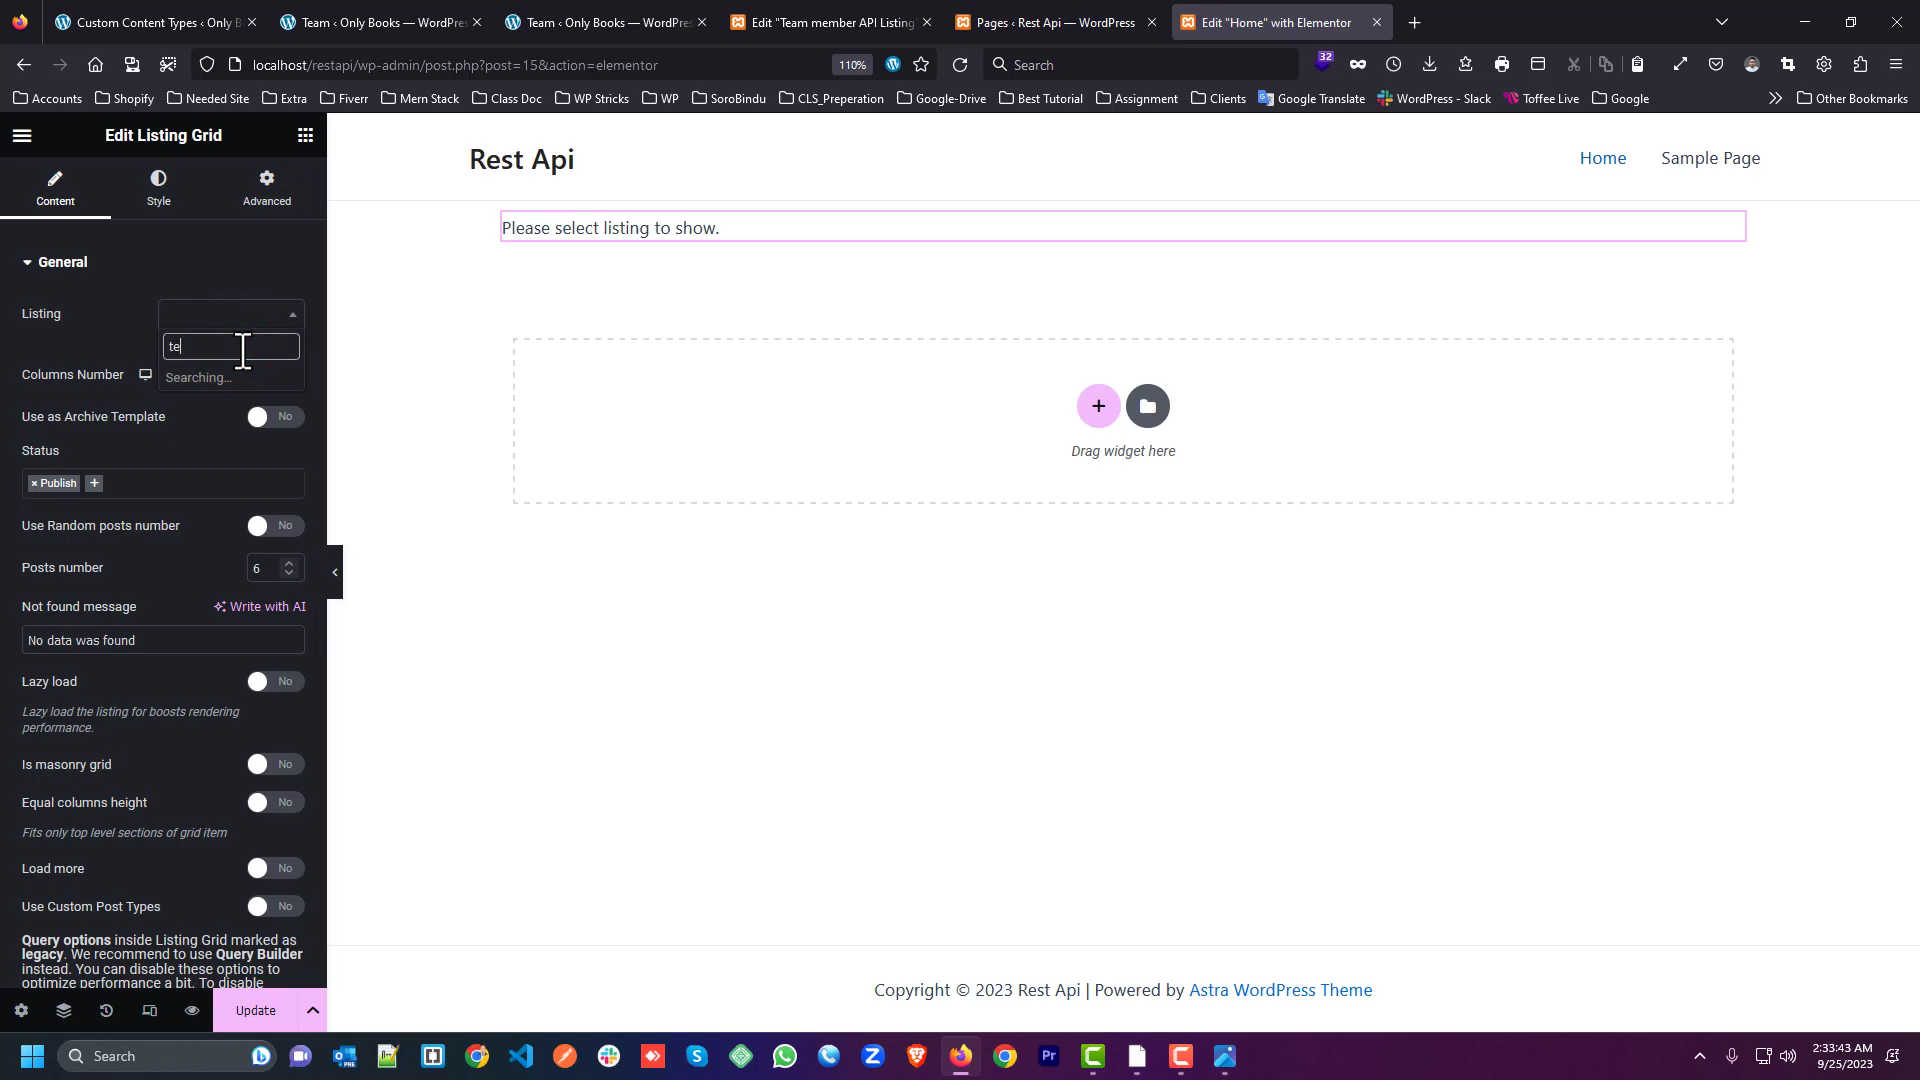 Custom Content Types ‹ Only B
Team ‹ Only Books — WordPres
Team ‹ Only Books — WordPres
Edit "Team member API Listing"
Pages ‹ Rest Api — WordPress
Edit "Home" with Elementor
localhost/restapi/wp-admin/post.php?post=15&action=elementor
110%
Search
32
Accounts
Shopify
Needed Site
Extra
Fiverr
Mern Stack
Class Doc
WP Stricks
WP
SoroBindu
CLS_Preperation
Google-Drive
Best Tutorial
Assignment
Clients
Google Translate
WordPress - Slack
Toffee Live
Google
Other Bookmarks
Edit Listing Grid
Content
Style
Advanced
General
Listing
te
Searching…
Columns Number
Use as Archive Template
No
Status
× Publish
+
Use Random posts number
No
Posts number
6
Not found message
Write with AI
No data was found
Lazy load
No
Lazy load the listing for boosts rendering
performance.
Is masonry grid
No
Equal columns height
No
Fits only top level sections of grid item
Load more
No
Use Custom Post Types
No
Query options inside Listing Grid marked as
legacy. We recommend to use Query Builder
instead. You can disable these options to
optimize performance a bit. To disable
Update
Rest Api
Home
Sample Page
Please select listing to show.
Drag widget here
Copyright © 2023 Rest Api | Powered by Astra WordPress Theme
Search
PRE
Pr
2:33:43 AM
9/25/2023